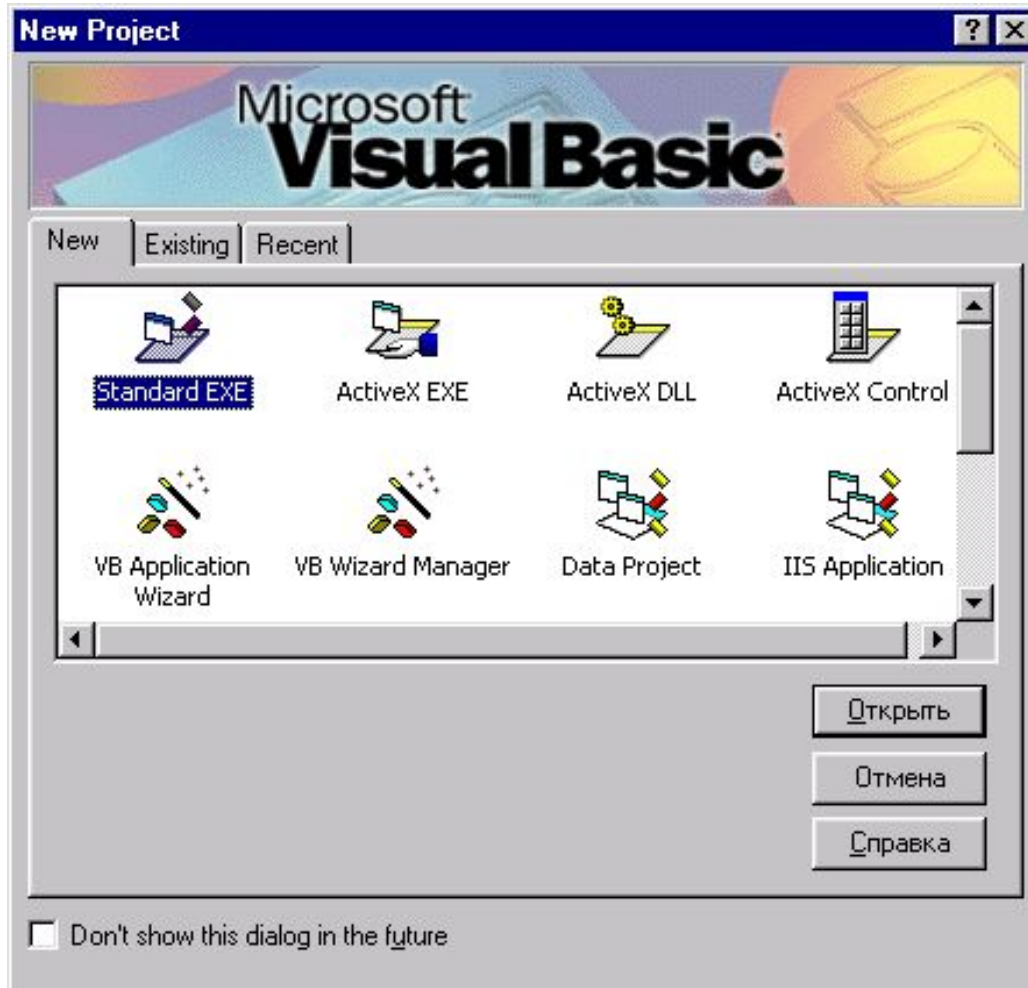 New Project
Microsoft
Visual Basic
New Existing Recent
Standard EXE ActiveX EXE ActiveX DLL ActiveX Control
VB Application Wizard VB Wizard Manager Data Project IIS Application
Открыть
Отмена
Справка
Don't show this dialog in the future